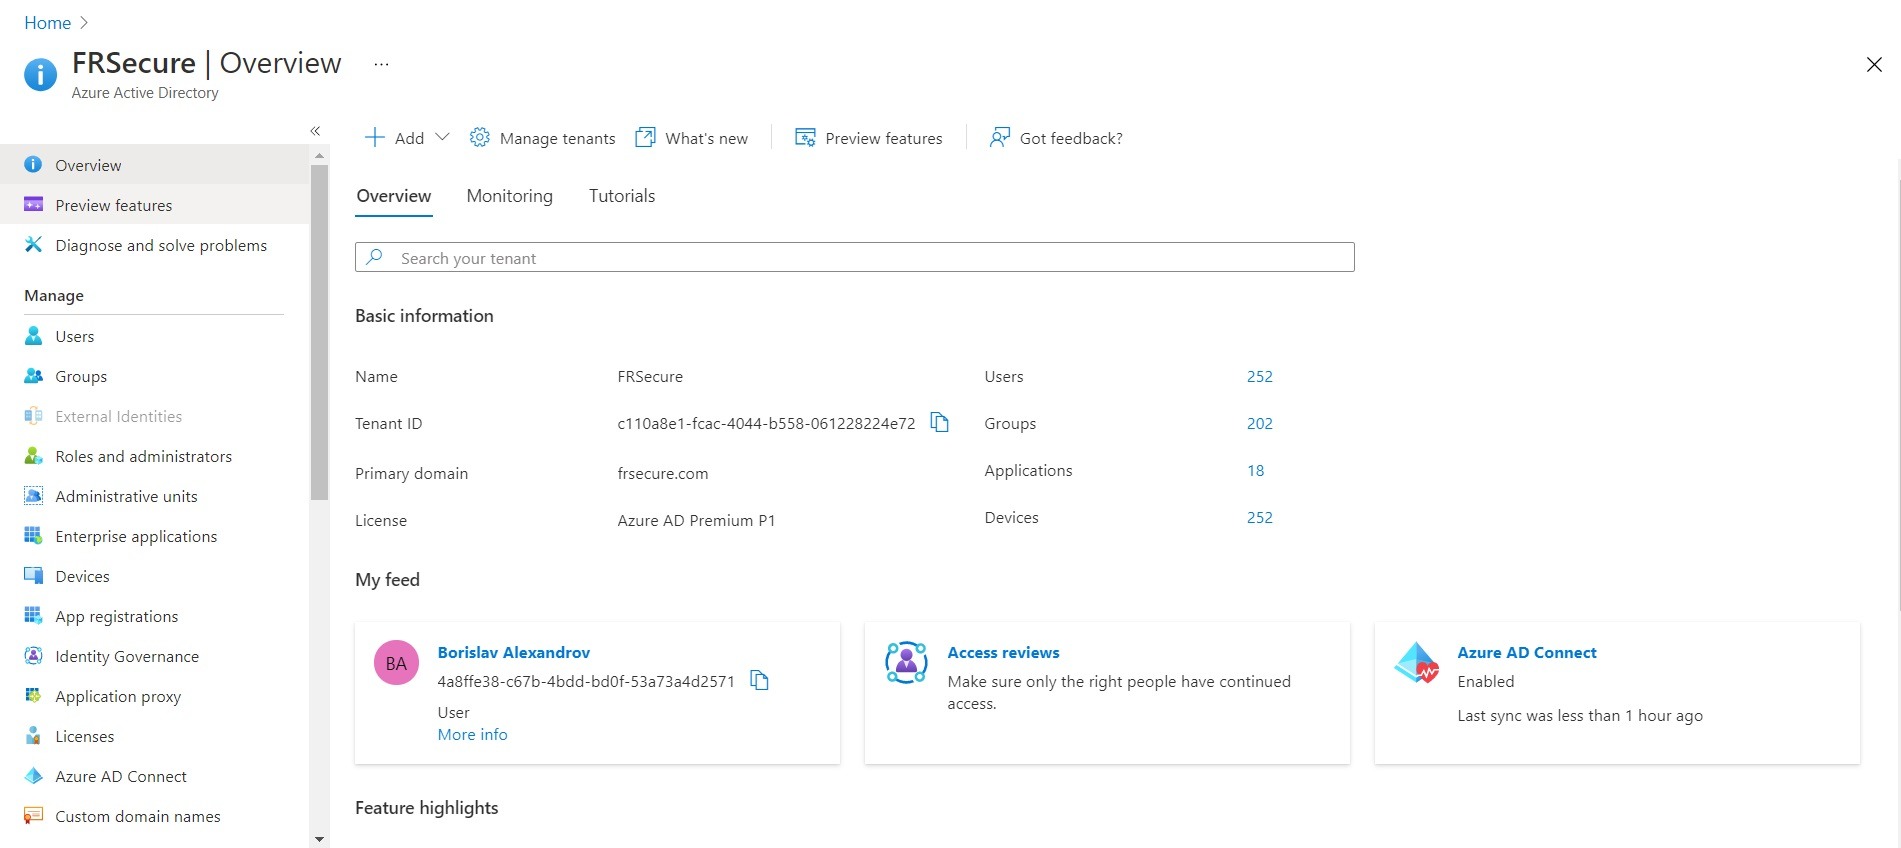 Home
FRSecure | Overview ...
Azure Active Directory
«
Overview
Preview features
Diagnose and solve problems
Manage
Users
Groups
External Identities
Roles and administrators
Administrative units
Enterprise applications
Devices
App registrations
Identity Governance
Application proxy
Licenses
Azure AD Connect
Custom domain names
Add
Manage tenants
What's new
Preview features
Got feedback?
Overview Monitoring Tutorials
Search your tenant
Basic information
Name FRSecure Users 252
Tenant ID c110a8e1-fcac-4044-b558-061228224e72 Groups 202
Primary domain frsecure.com Applications 18
License Azure AD Premium P1 Devices 252
My feed
BA
Borislav Alexandrov
4a8ffe38-c67b-4bdd-bd0f-53a73a4d2571
User
More info
Access reviews
Make sure only the right people have continued
access.
Azure AD Connect
Enabled
Last sync was less than 1 hour ago
Feature highlights